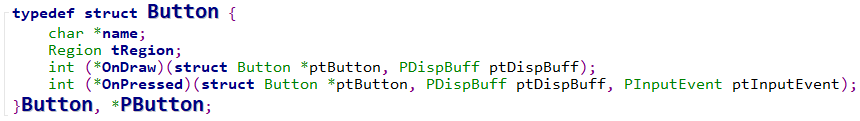 typedef struct Button {
char *name;
Region tRegion;
int (*OnDraw)(struct Button *ptButton, PDispBuff ptDispBuff);
int (*OnPressed)(struct Button *ptButton, PDispBuff ptDispBuff, PInputEvent ptInputEvent);
}Button, *PButton;